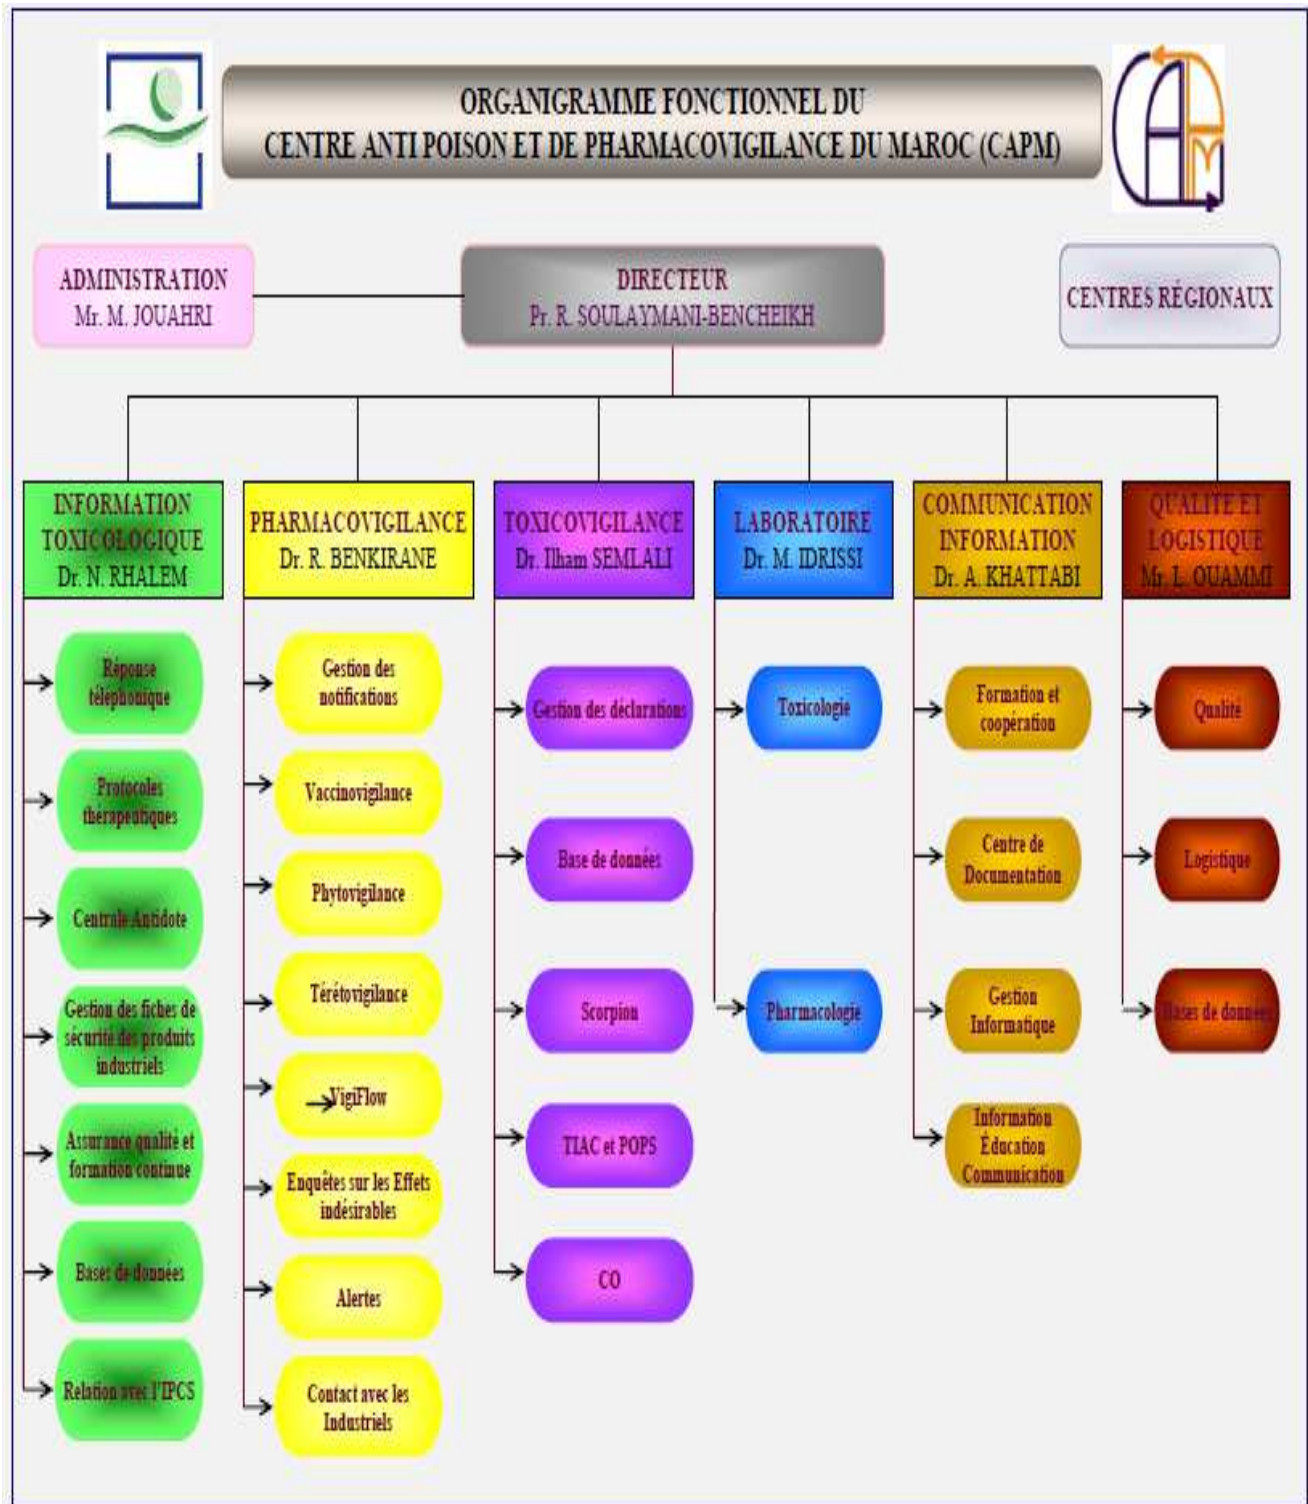 ORGANIGRAMME FONCTIONNEL DU
CENTRE ANTI POISON ET DE PHARMACOVIGILANCE DU MAROC (CAPM)
ADMINISTRATION
Mr. M. JOUAHRI
DIRECTEUR
Pr. R. SOULAYMANI-BENCHEIKH
CENTRES RÉGIONAUX
INFORMATION
TOXICOLOGIQUE
Dr. N. RHALEM
Réponse
téléphonique
Protocoles
thérapeutiques
Centrale Antidote
Gestion des fiches de
sécurité des produits
industriels
Assurance qualité et
formation continue
Bases de données
Relation avec l'IPCS
PHARMACOVIGILANCE
Dr. R. BENKIRANE
Gestion des
notifications
Vaccinovigilance
Phytovigilance
Térétovigilance
VigiFlow
Enquêtes sur les Effets
indésirables
Alertes
Contact avec les
Industriels
TOXICOVIGILANCE
Dr. Ilham SEMLALI
Gestion des déclarations
Base de données
Scorpion
TIAC et POPS
CO
LABORATOIRE
Dr. M. IDRISSI
Toxicologie
Pharmacologie
COMMUNICATION
INFORMATION
Dr. A. KHATTABI
Formation et
coopération
Centre de
Documentation
Gestion
Informatique
Information
Éducation
Communication
QUALITE ET
LOGISTIQUE
Mr. L. OUAMMI
Qualité
Logistique
Bases de données